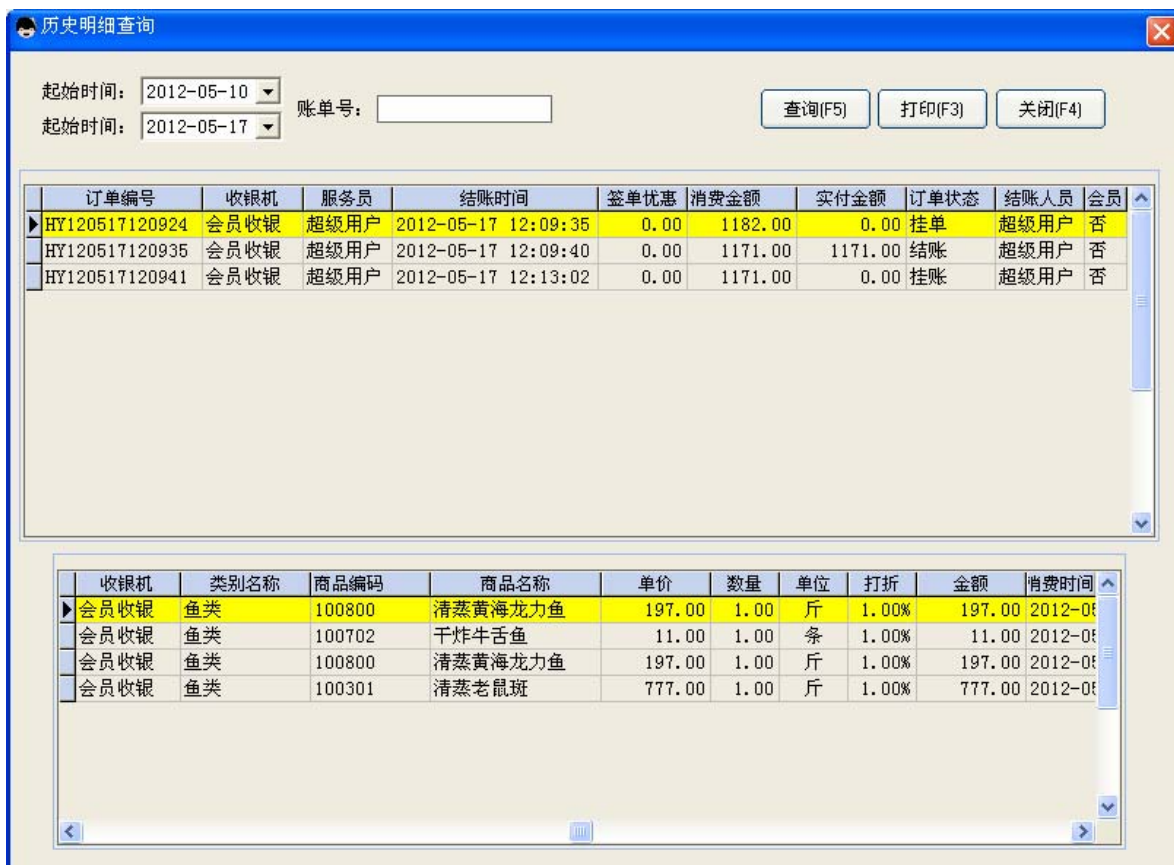 历史明细查询
起始时间： 2012-05-10 账单号： 查询(F5) 打印(F3) 关闭(F4)
起始时间： 2012-05-17
订单编号 收银机 服务员 结账时间 签单优惠 消费金额 实付金额 订单状态 结账人员 会员
HY120517120924 会员收银 超级用户 2012-05-17 12:09:35 0.00 1182.00 0.00 挂单 超级用户 否
HY120517120935 会员收银 超级用户 2012-05-17 12:09:40 0.00 1171.00 1171.00 结账 超级用户 否
HY120517120941 会员收银 超级用户 2012-05-17 12:13:02 0.00 1171.00 0.00 挂账 超级用户 否
收银机 类别名称 商品编码 商品名称 单价 数量 单位 打折 金额 消费时间
会员收银 鱼类 100800 清蒸黄海龙力鱼 197.00 1.00 斤 1.00% 197.00 2012-05
会员收银 鱼类 100702 干炸牛舌鱼 11.00 1.00 条 1.00% 11.00 2012-05
会员收银 鱼类 100800 清蒸黄海龙力鱼 197.00 1.00 斤 1.00% 197.00 2012-05
会员收银 鱼类 100301 清蒸老鼠斑 777.00 1.00 斤 1.00% 777.00 2012-05